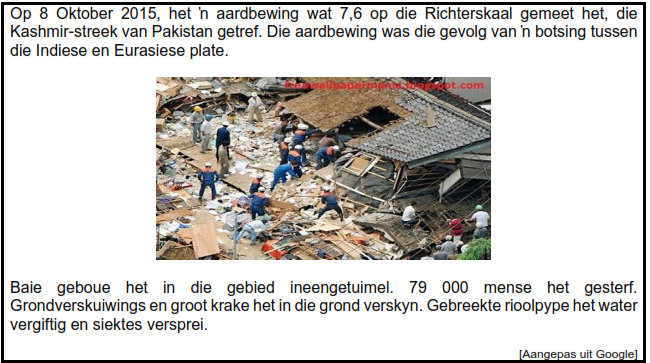 Op 8 Oktober 2015, het 'n aardbewing wat 7,6 op die Richterskaal gemeet het, die
Kashmir-streek van Pakistan getref. Die aardbewing was die gevolg van 'n botsing tussen
die Indiese en Eurasiese plate.
freewallpapermania.blogspot.com
Baie geboue het in die gebied ineengetuimel. 79 000 mense het gesterf.
Grondverskuiwings en groot krake het in die grond verskyn. Gebreekte rioolpype het water
vergiftig en siektes versprei.
[Aangepas uit Google]